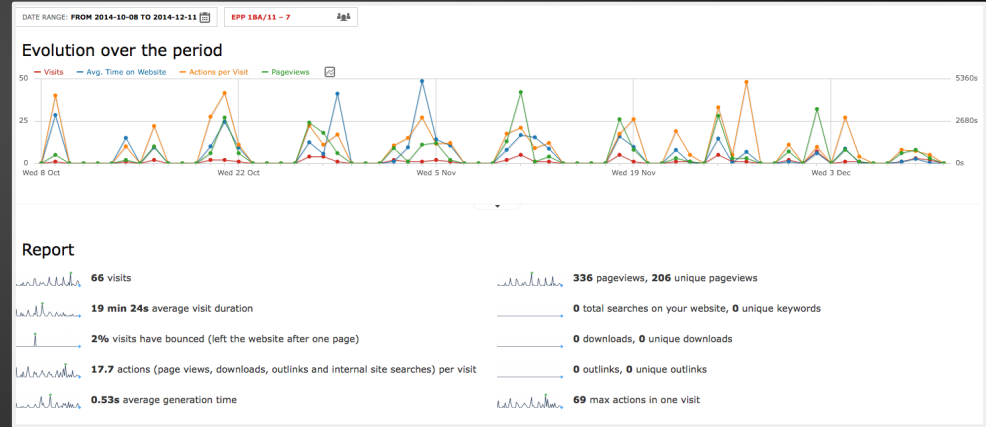 DATE RANGE: FROM 2014-10-08 TO 2014-12-11
EPP 1BA/11 – 7
Evolution over the period
Visits
Avg. Time on Website
Actions per Visit
Pageviews
50
5360s
25
2680s
0
0s
Wed 8 Oct
Wed 22 Oct
Wed 5 Nov
Wed 19 Nov
Wed 3 Dec
Report
66 visits
336 pageviews, 206 unique pageviews
19 min 24s average visit duration
0 total searches on your website, 0 unique keywords
2% visits have bounced (left the website after one page)
0 downloads, 0 unique downloads
17.7 actions (page views, downloads, outlinks and internal site searches) per visit
0 outlinks, 0 unique outlinks
0.53s average generation time
69 max actions in one visit